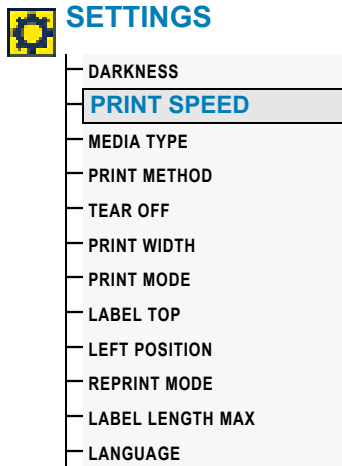 SETTINGS
DARKNESS
PRINT SPEED
MEDIA TYPE
PRINT METHOD
TEAR OFF
PRINT WIDTH
PRINT MODE
LABEL TOP
LEFT POSITION
REPRINT MODE
LABEL LENGTH MAX
LANGUAGE